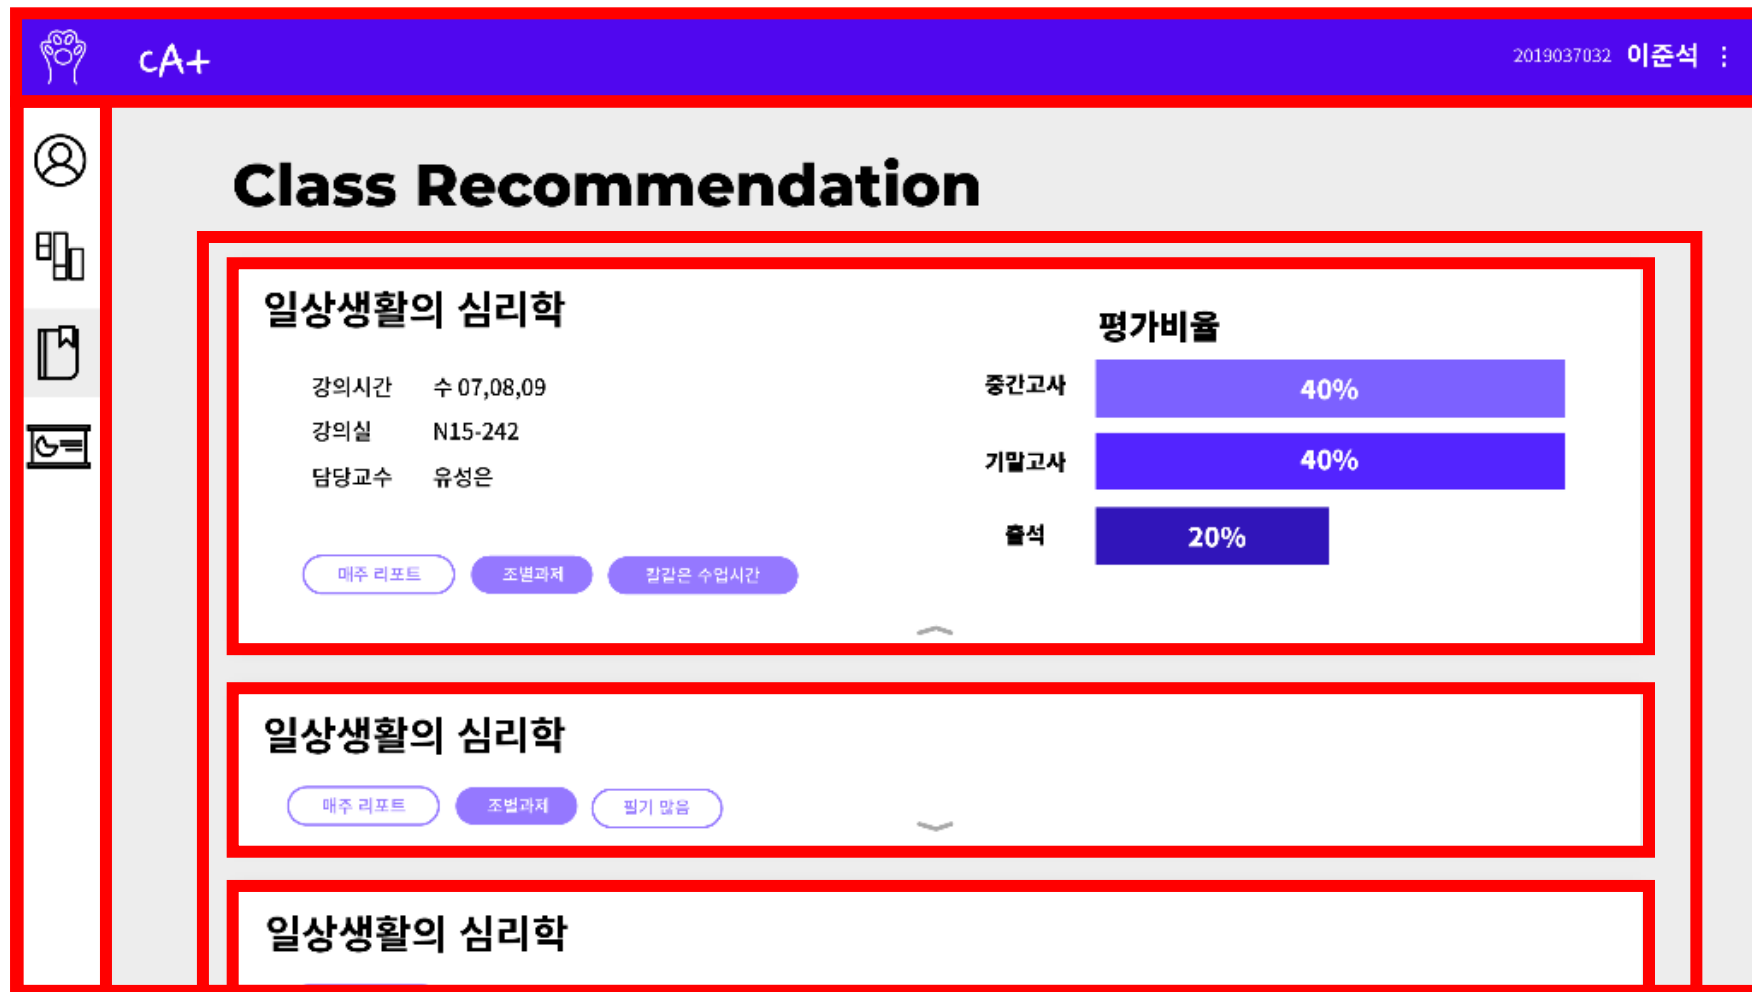 cA+
2019037032 이준석
Class Recommendation
일상생활의 심리학
강의시간 수 07,08,09
강의실 N15-242
담당교수 유성은
매주 리포트 조별과제 칼같은 수업시간
평가비율
중간고사 40%
기말고사 40%
출석 20%
일상생활의 심리학
매주 리포트 조별과제 필기 많음
일상생활의 심리학